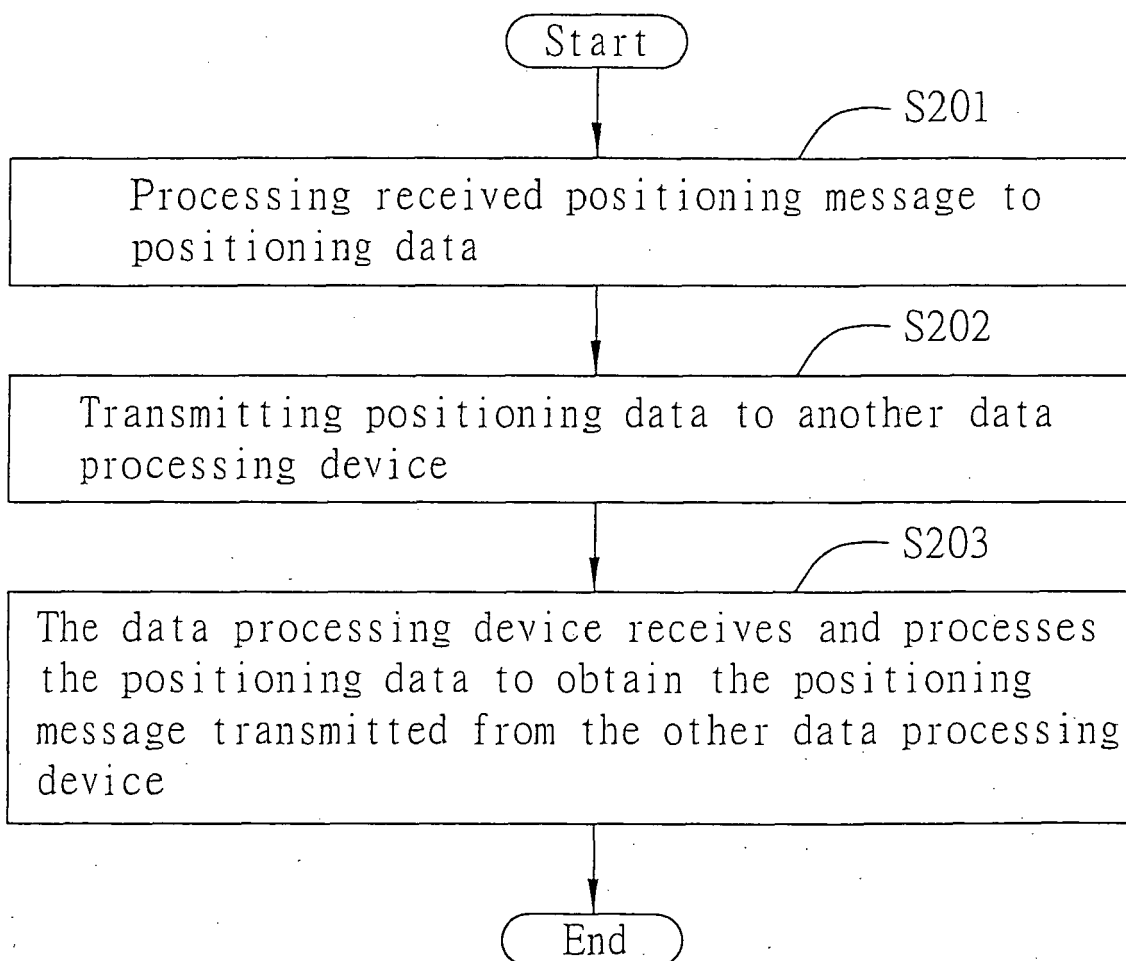 Start
S201
Processing received positioning message to
positioning data
S202
Transmitting positioning data to another data
processing device
S203
The data processing device receives and processes
the positioning data to obtain the positioning
message transmitted from the other data processing
device
End